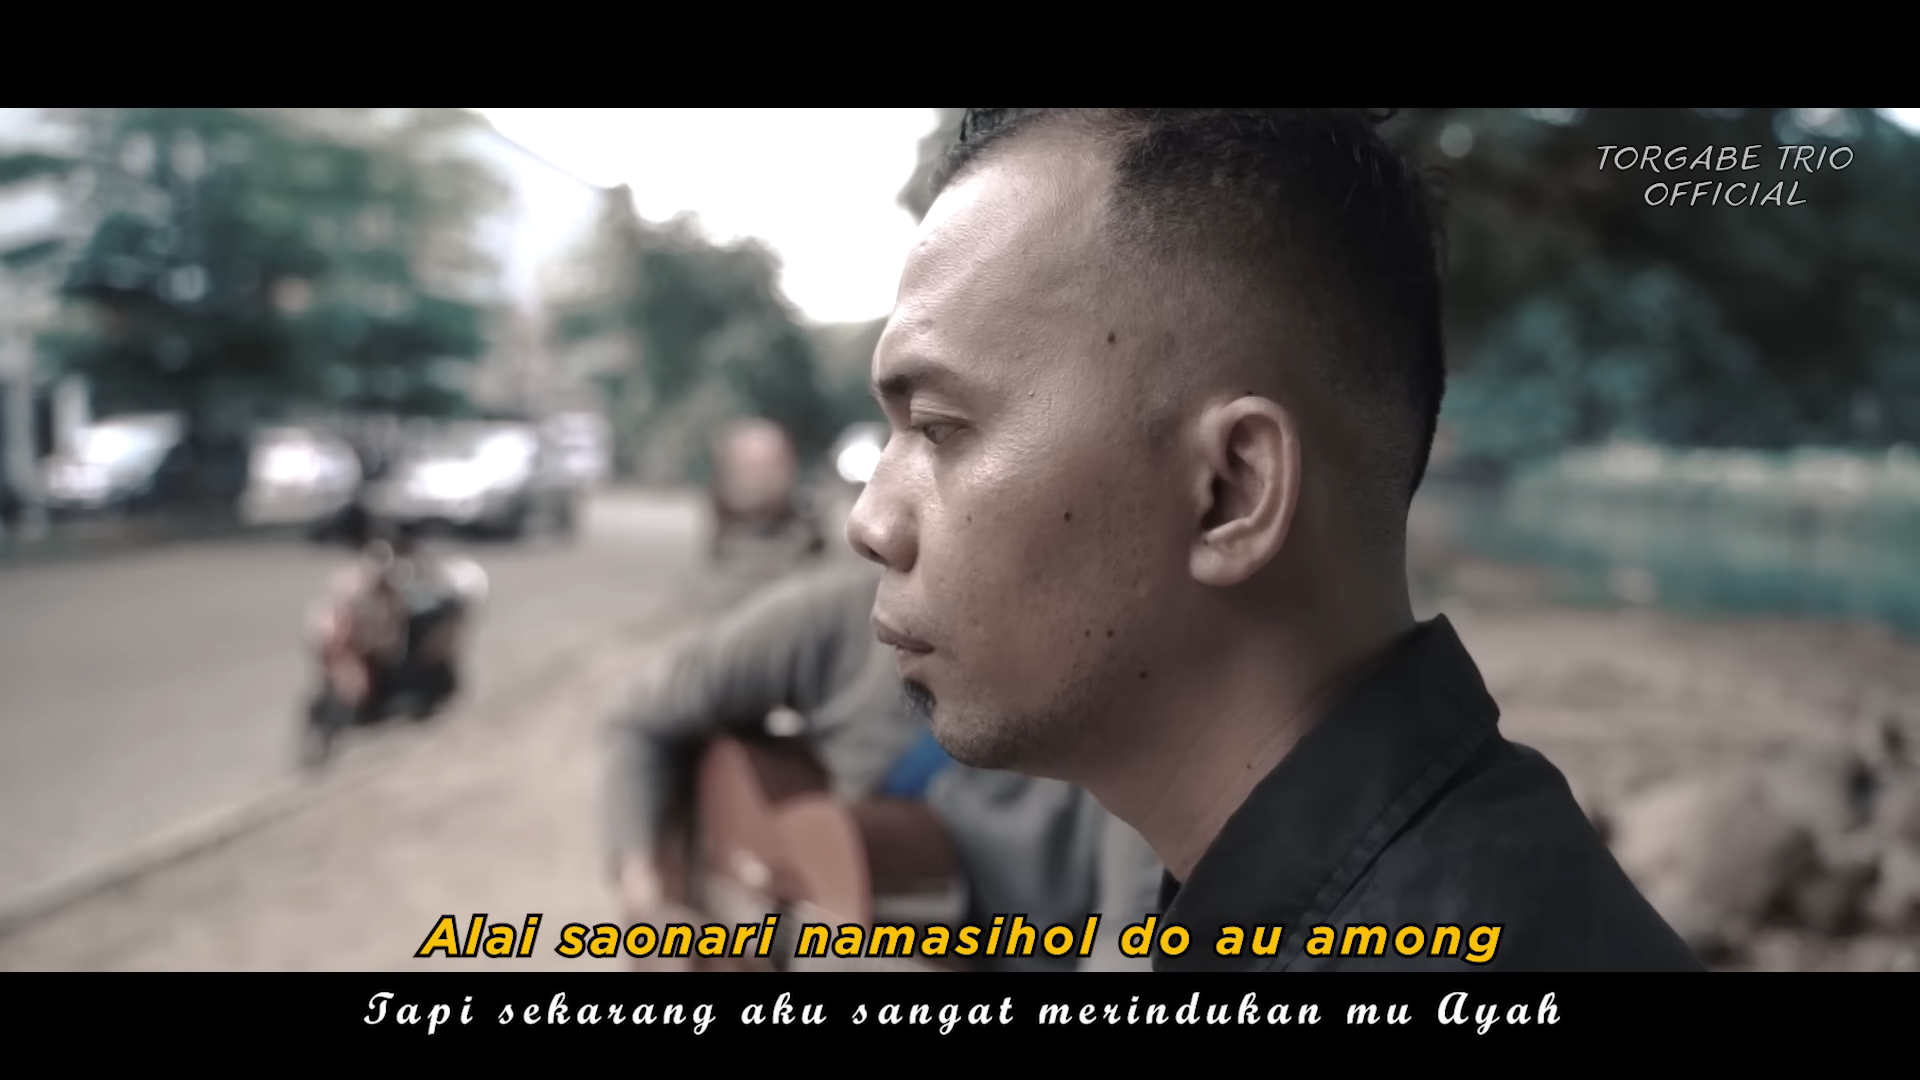 TORGABE TRIO
OFFICIAL
Alai saonari namasihol do au among
Tapi sekarang aku sangat merindukan mu Ayah